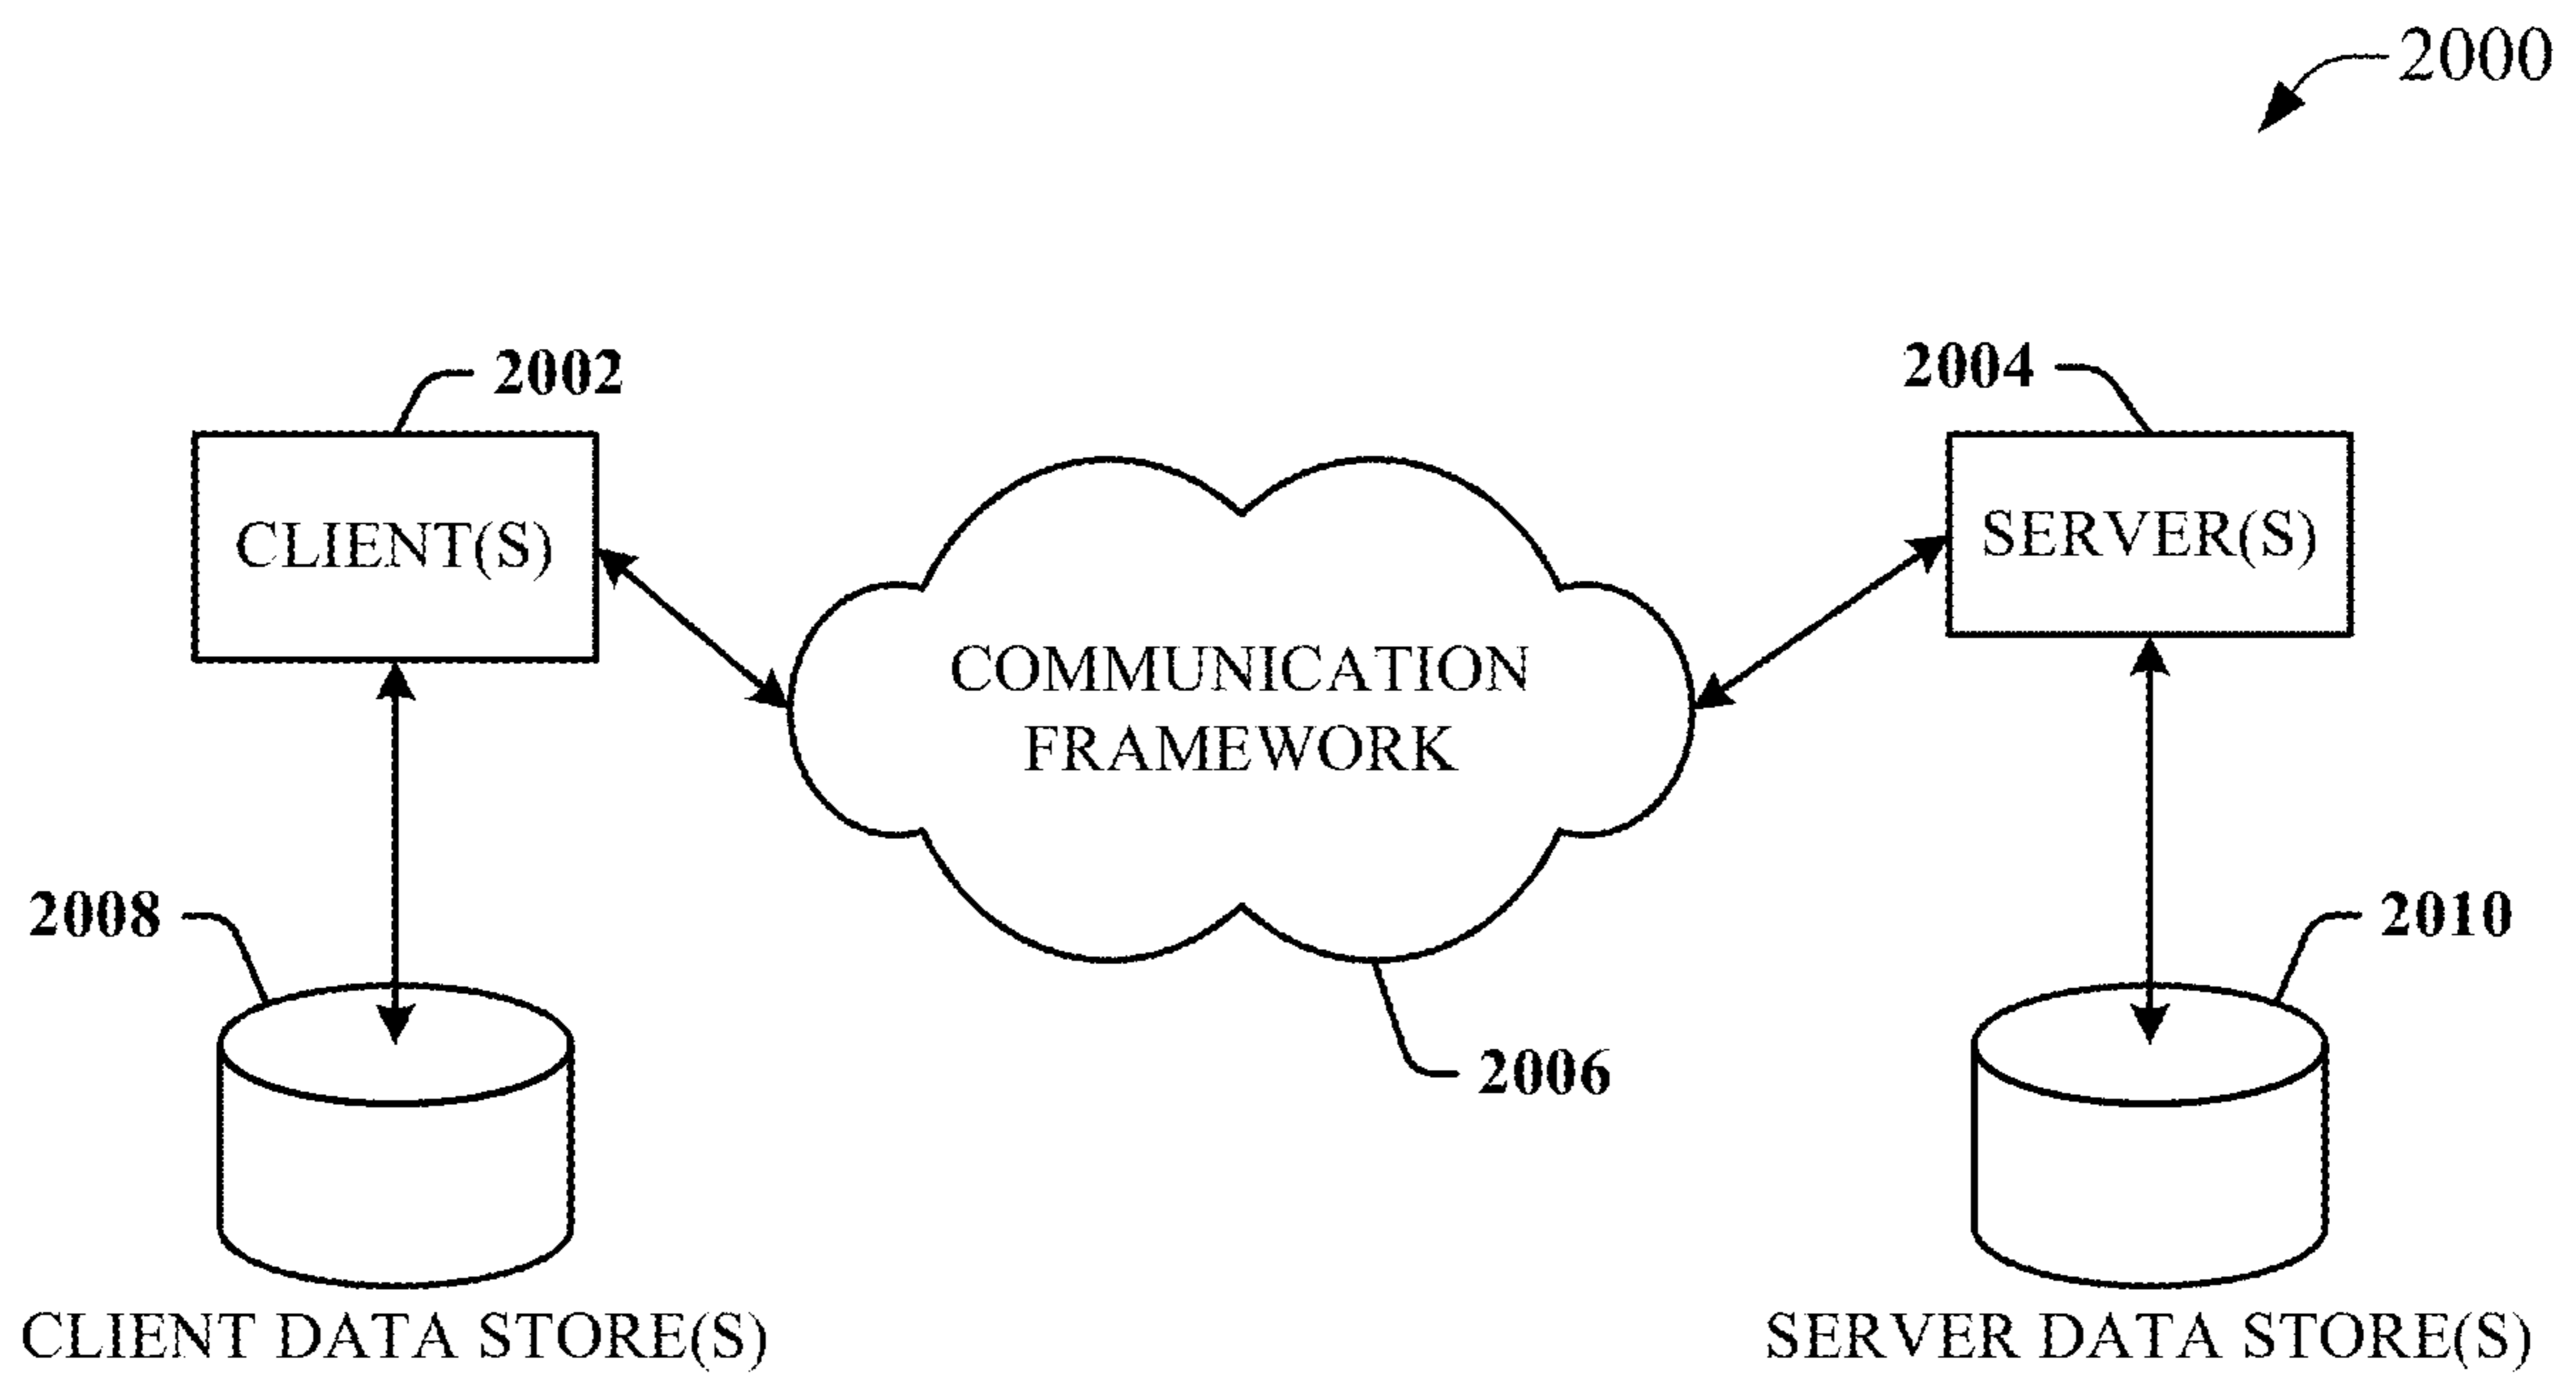 2000
2002
2004
CLIENT(S)
SERVER(S)
COMMUNICATION
FRAMEWORK
2008
2010
2006
CLIENT DATA STORE(S)
SERVER DATA STORE(S)